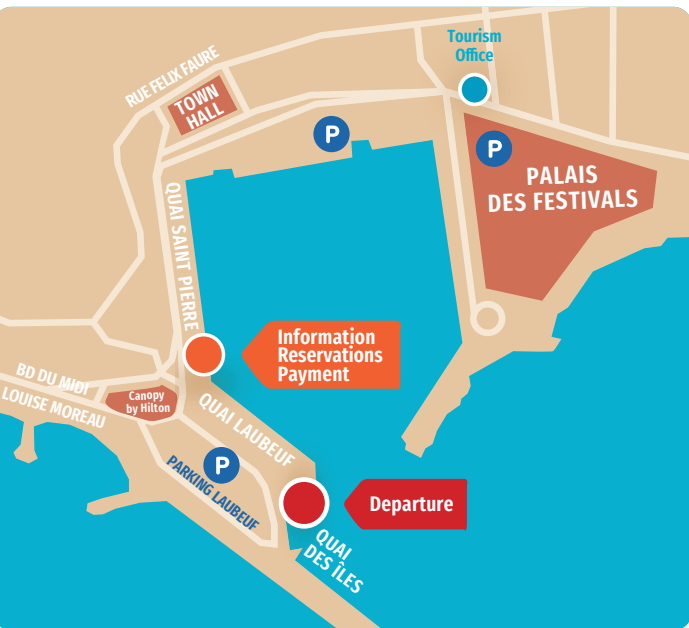 Tourism
Office
RUE FELIX FAURE
TOWN
HALL
P
P
PALAIS
DES FESTIVALS
QUAI SAINT PIERRE
Information
Reservations
Payment
BD DU MIDI
LOUISE MOREAU
Canopy
by Hilton
QUAI LAUBEUF
P
PARKING LAUBEUF
Departure
QUAI
DES ÎLES